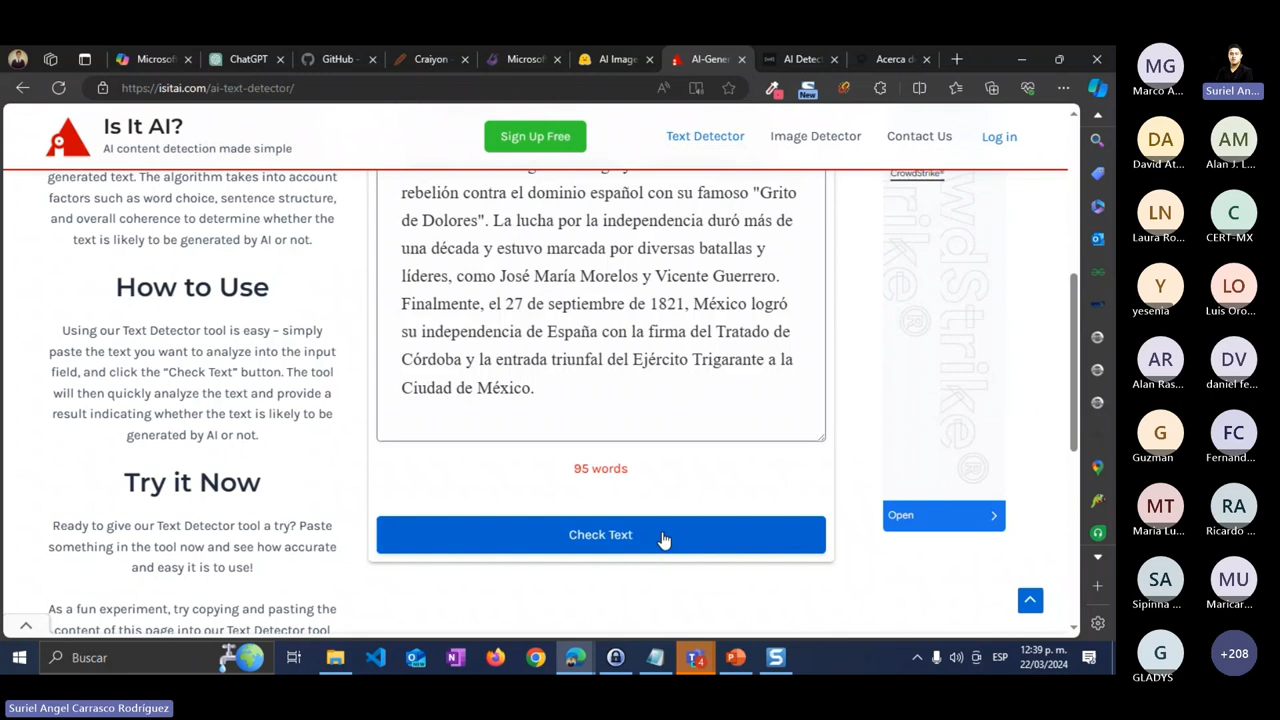 Microsoft
ChatGPT
GitHub -
Craiyon -
Microsoft
AI Image
AI-Gene
AI Detec
Acerca de
https://isitai.com/ai-text-detector/
New
Is It AI?
AI content detection made simple
Sign Up Free
Text Detector
Image Detector
Contact Us
Log in
generated text. The algorithm takes into account
factors such as word choice, sentence structure,
and overall coherence to determine whether the
text is likely to be generated by AI or not.
How to Use
Using our Text Detector tool is easy – simply
paste the text you want to analyze into the input
field, and click the “Check Text” button. The tool
will then quickly analyze the text and provide a
result indicating whether the text is likely to be
generated by AI or not.
Try it Now
Ready to give our Text Detector tool a try? Paste
something in the tool now and see how accurate
and easy it is to use!
As a fun experiment, try copying and pasting the
content of this page into our Text Detector tool
rebelión contra el dominio español con su famoso "Grito
de Dolores". La lucha por la independencia duró más de
una década y estuvo marcada por diversas batallas y
líderes, como José María Morelos y Vicente Guerrero.
Finalmente, el 27 de septiembre de 1821, México logró
su independencia de España con la firma del Tratado de
Córdoba y la entrada triunfal del Ejército Trigarante a la
Ciudad de México.
95 words
Check Text
CrowdStrike®
Open
Buscar
4
ESP
12:39 p. m.
22/03/2024
MG
Marco A...
Suriel An...
DA
David At...
AM
Alan J. L...
LN
Laura Ro...
C
CERT-MX
Y
yesenia
LO
Luis Oro...
AR
Alan Ras...
DV
daniel fe...
G
Guzman
FC
Fernand...
MT
Maria Lu...
RA
Ricardo ...
SA
Sipinna ...
MU
Maricar...
G
GLADYS
+208
Suriel Angel Carrasco Rodríguez